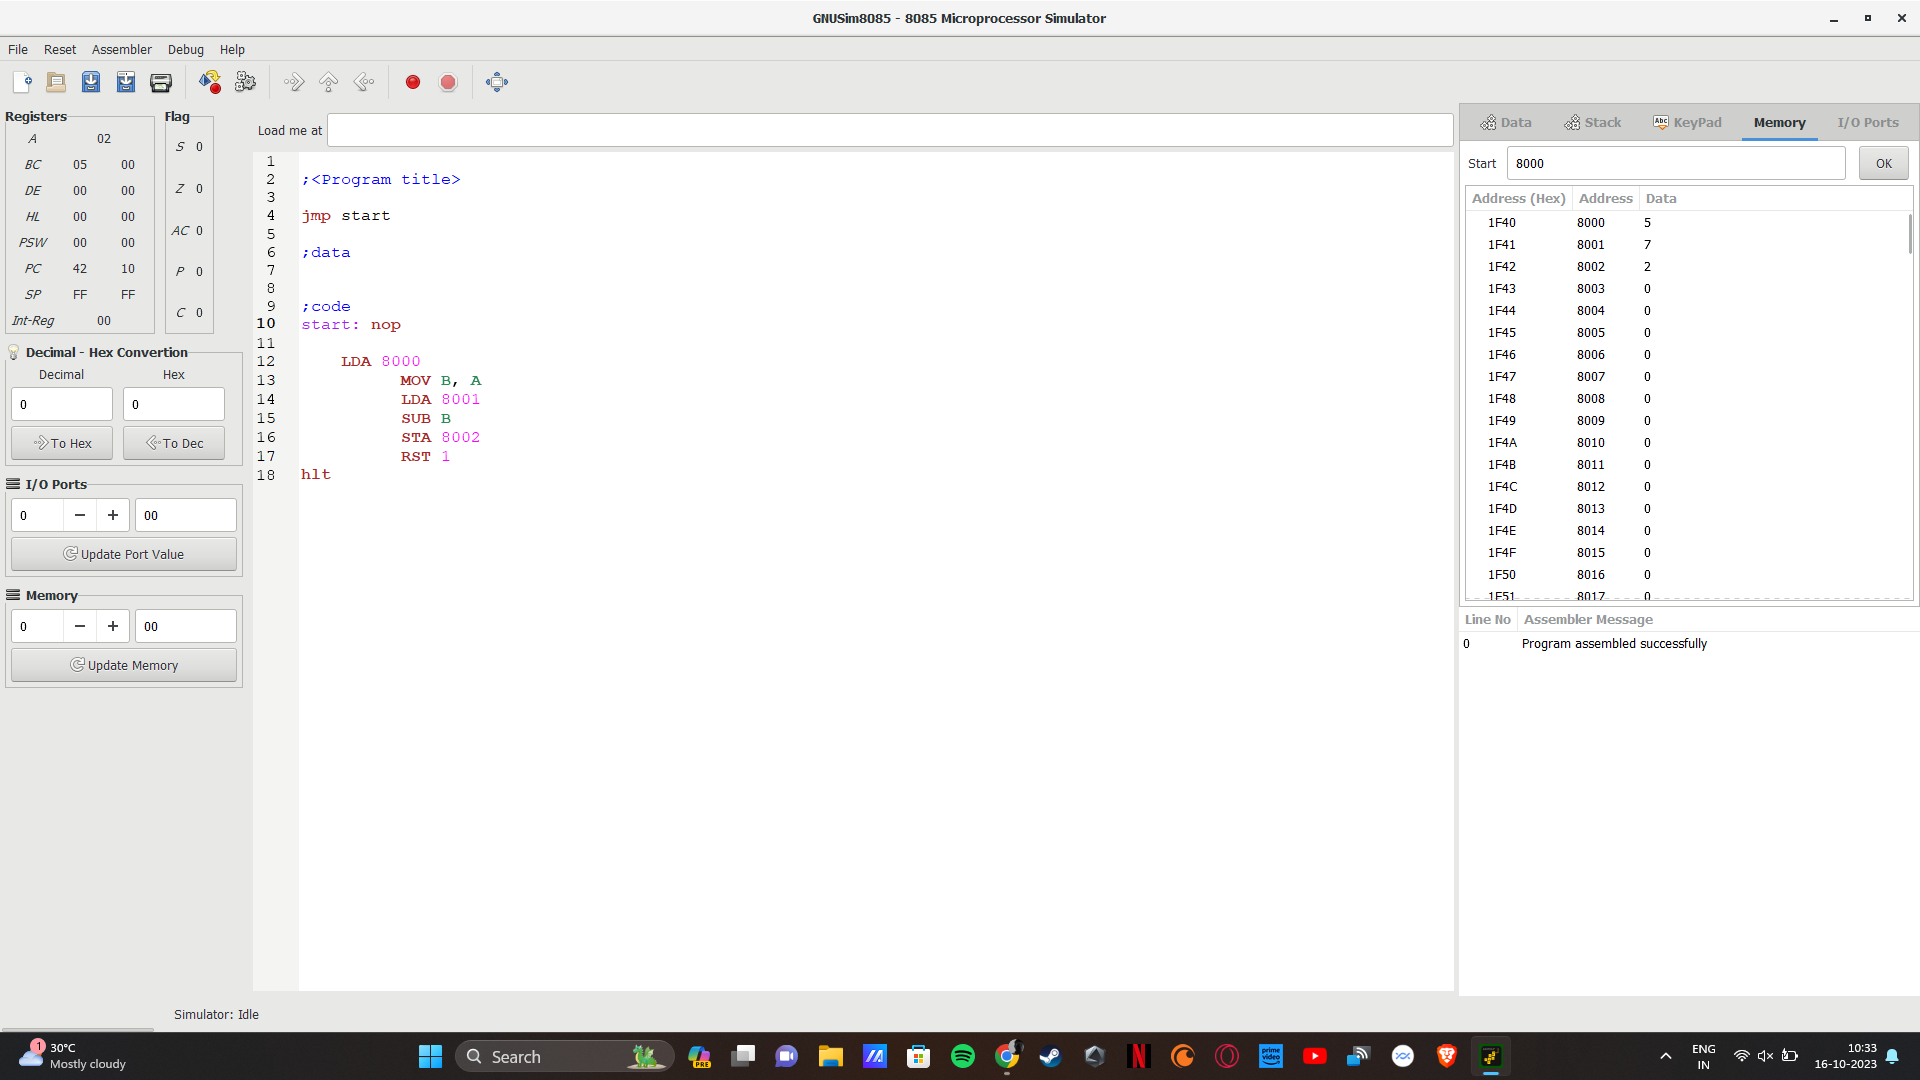 GNUSim8085 - 8085 Microprocessor Simulator
File Reset Assembler Debug Help
Registers
A 02
BC 05 00
DE 00 00
HL 00 00
PSW 00 00
PC 42 10
SP FF FF
Int-Reg 00
Flag
S 0
Z 0
AC 0
P 0
C 0
Decimal - Hex Convertion
Decimal Hex
0 0
To Hex To Dec
I/O Ports
0 − + 00
Update Port Value
Memory
0 − + 00
Update Memory
Load me at
1
2 ;<Program title>
3
4 jmp start
5
6 ;data
7
8
9 ;code
10 start: nop
11
12 LDA 8000
13 MOV B, A
14 LDA 8001
15 SUB B
16 STA 8002
17 RST 1
18 hlt
Data Stack Abc KeyPad Memory I/O Ports
Start 8000 OK
Address (Hex) Address Data
1F40 8000 5
1F41 8001 7
1F42 8002 2
1F43 8003 0
1F44 8004 0
1F45 8005 0
1F46 8006 0
1F47 8007 0
1F48 8008 0
1F49 8009 0
1F4A 8010 0
1F4B 8011 0
1F4C 8012 0
1F4D 8013 0
1F4E 8014 0
1F4F 8015 0
1F50 8016 0
1F51 8017 0
Line No Assembler Message
0 Program assembled successfully
Simulator: Idle
1
30°C
Mostly cloudy
Search
PRE
prime video
ENG
IN
10:33
16-10-2023